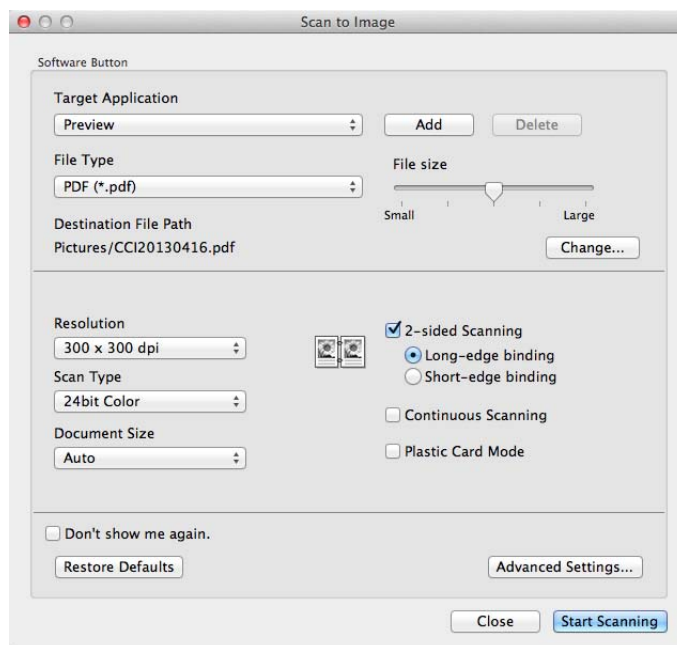 Scan to Image
Software Button
Target Application
Preview
Add
Delete
File Type
File size
PDF (*.pdf)
Small
Large
Destination File Path
Pictures/CCI20130416.pdf
Change...
Resolution
300 x 300 dpi
2-sided Scanning
Long-edge binding
Short-edge binding
Scan Type
24bit Color
Continuous Scanning
Document Size
Auto
Plastic Card Mode
Don't show me again.
Restore Defaults
Advanced Settings...
Close
Start Scanning